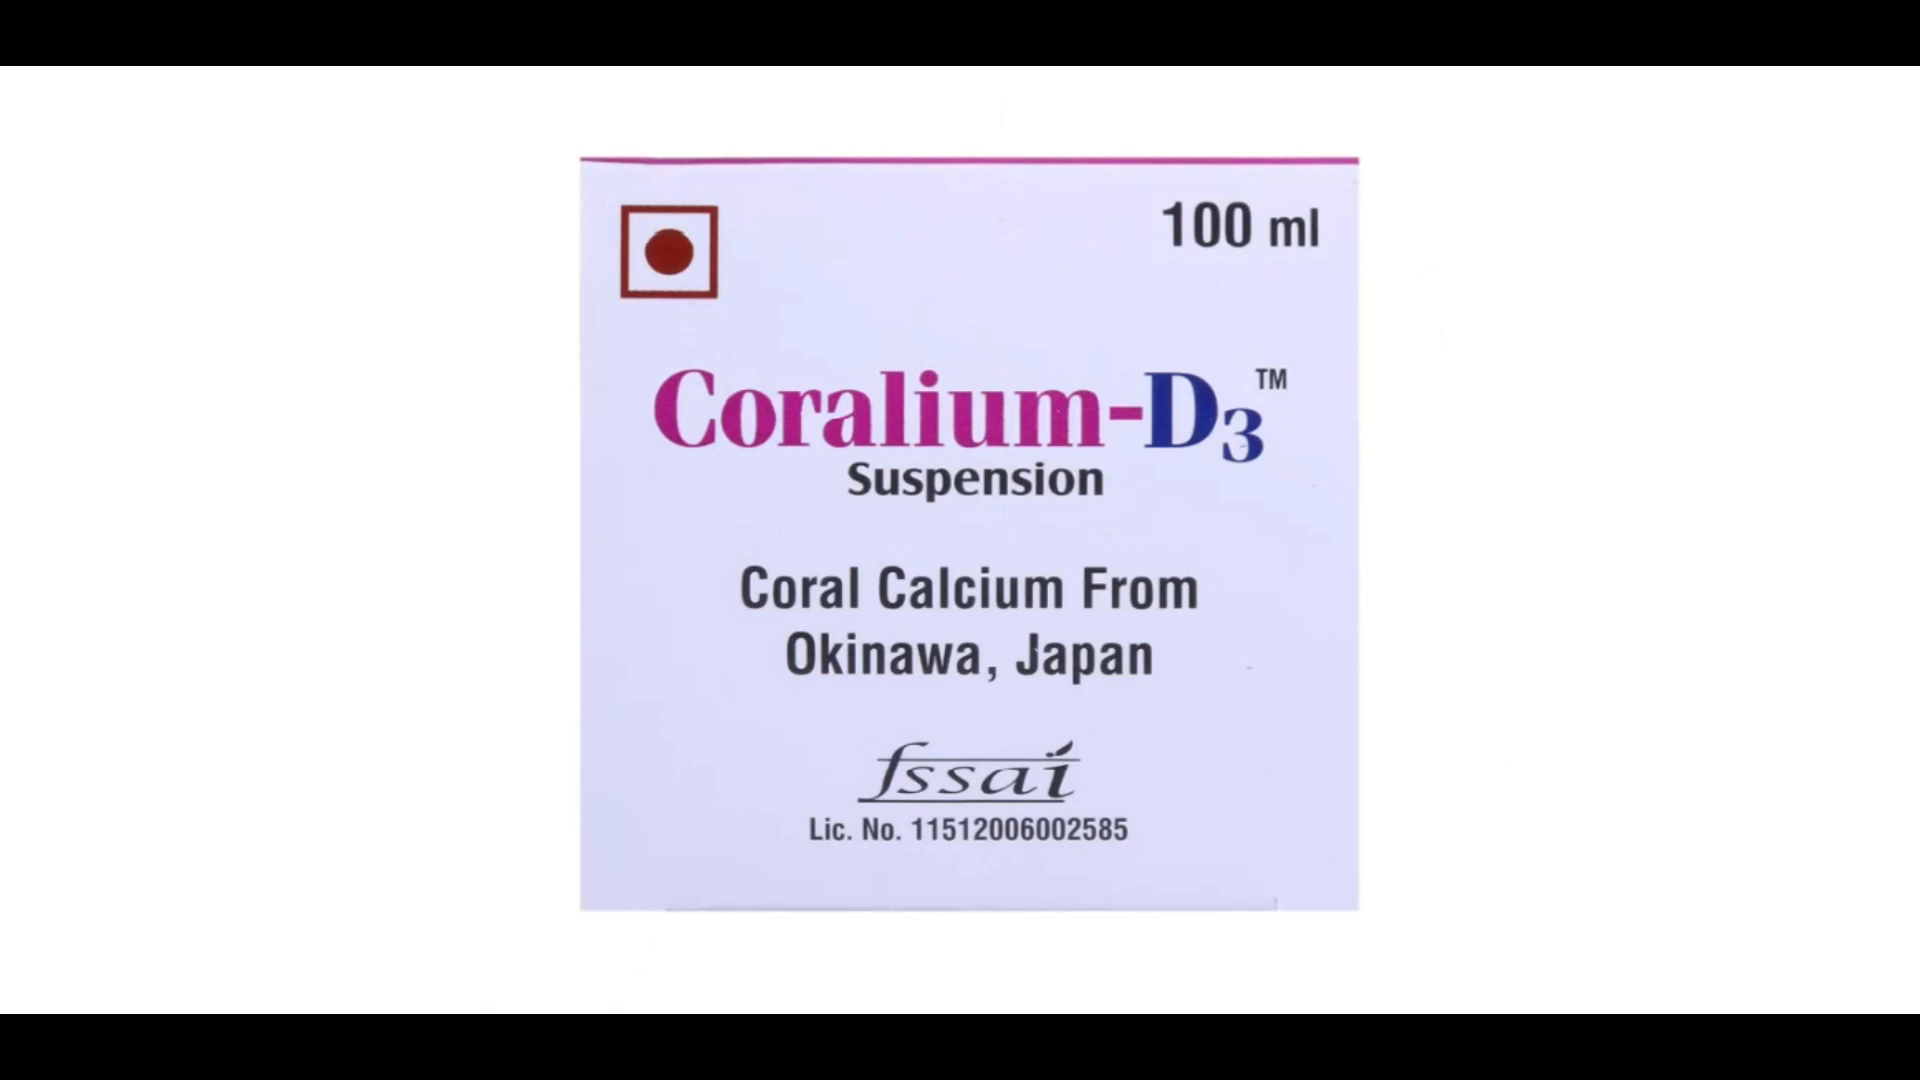 100 ml
Coralium-D3™
Suspension
Coral Calcium From
Okinawa, Japan
fssai
Lic. No. 11512006002585